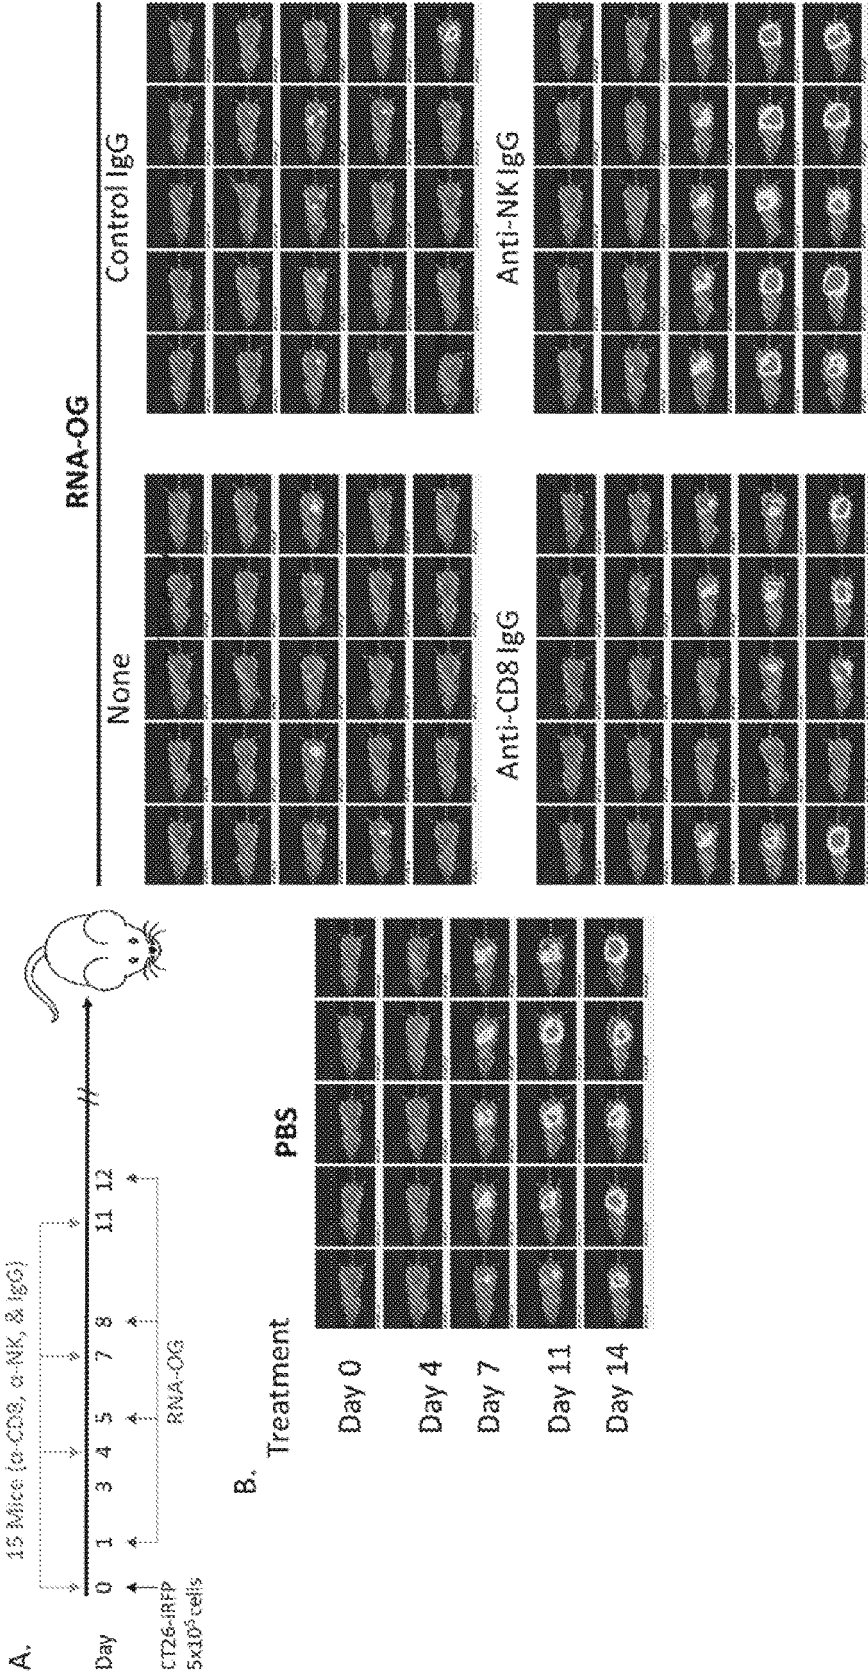 A.
15 Mice (α-CD8, α-NK, & IgG)
Day 0 1 3 4 5 7 8 11 12
CT26-iRFP
5x10⁵ cells
RNA-OG
B.
Treatment
PBS
RNA-OG
None
Control IgG
Day 0
Day 4
Day 7
Day 11
Day 14
Anti-CD8 IgG
Anti-NK IgG